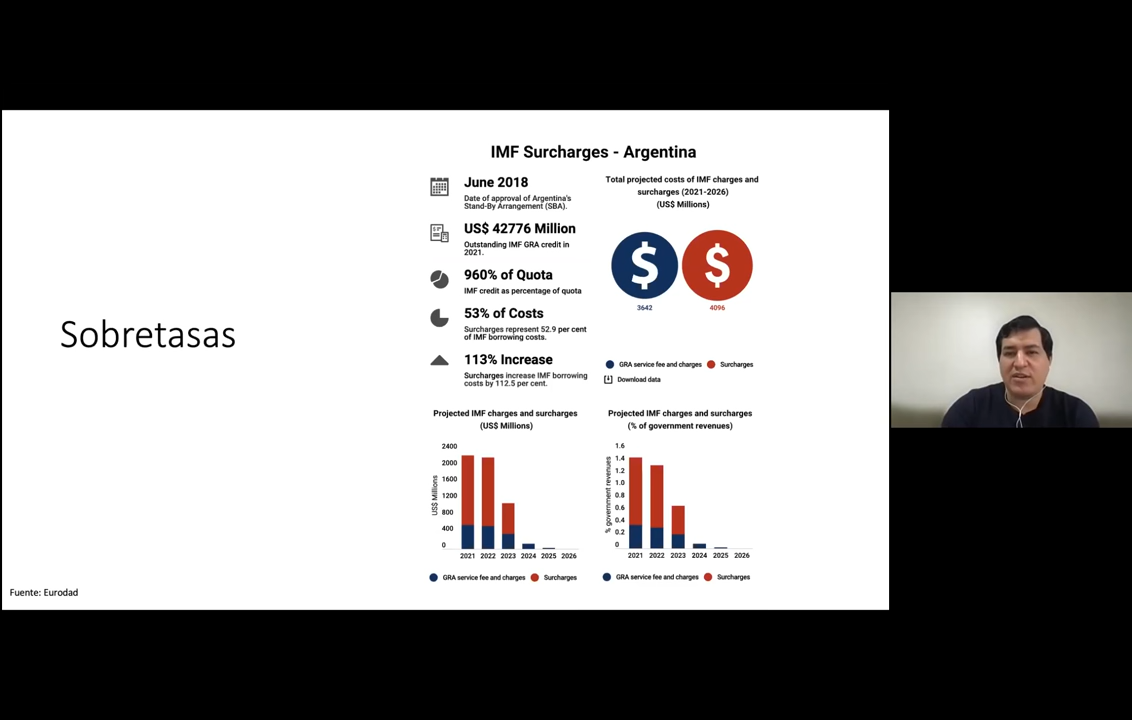 Sobretasas
Fuente: Eurodad
IMF Surcharges - Argentina
June 2018
Date of approval of Argentina's
Stand-By Arrangement (SBA).
US$ 42776 Million
Outstanding IMF GRA credit in
2021.
960% of Quota
IMF credit as percentage of quota
53% of Costs
Surcharges represent 52.9 per cent
of IMF borrowing costs.
113% Increase
Surcharges increase IMF borrowing
costs by 112.5 per cent.
Total projected costs of IMF charges and
surcharges (2021-2026)
(US$ Millions)
$ $
3642 4096
GRA service fee and charges Surcharges
Download data
Projected IMF charges and surcharges
(US$ Millions)
US$ Millions
2400
2000
1600
1200
800
400
0
2021 2022 2023 2024 2025 2026
GRA service fee and charges Surcharges
Projected IMF charges and surcharges
(% of government revenues)
% government revenues
1.6
1.4
1.2
1.0
0.8
0.6
0.4
0.2
0
2021 2022 2023 2024 2025 2026
GRA service fee and charges Surcharges